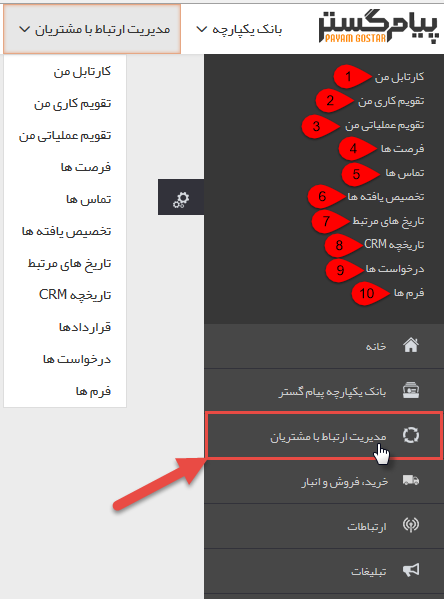 پیام گستر
PAYAM GOSTAR
بانک یکپارچه
مدیریت ارتباط با مشتریان
کارتابل من 1
تقویم کاری من 2
تقویم عملیاتی من 3
فرصت ها 4
تماس ها 5
تخصیص یافته ها 6
تاریخ های مرتبط 7
تاریخچه CRM 8
درخواست ها 9
فرم ها 10
خانه
بانک یکپارچه پیام گستر
مدیریت ارتباط با مشتریان
خرید، فروش و انبار
ارتباطات
تبلیغات
کارتابل من
تقویم کاری من
تقویم عملیاتی من
فرصت ها
تماس ها
تخصیص یافته ها
تاریخ های مرتبط
تاریخچه CRM
قراردادها
درخواست ها
فرم ها